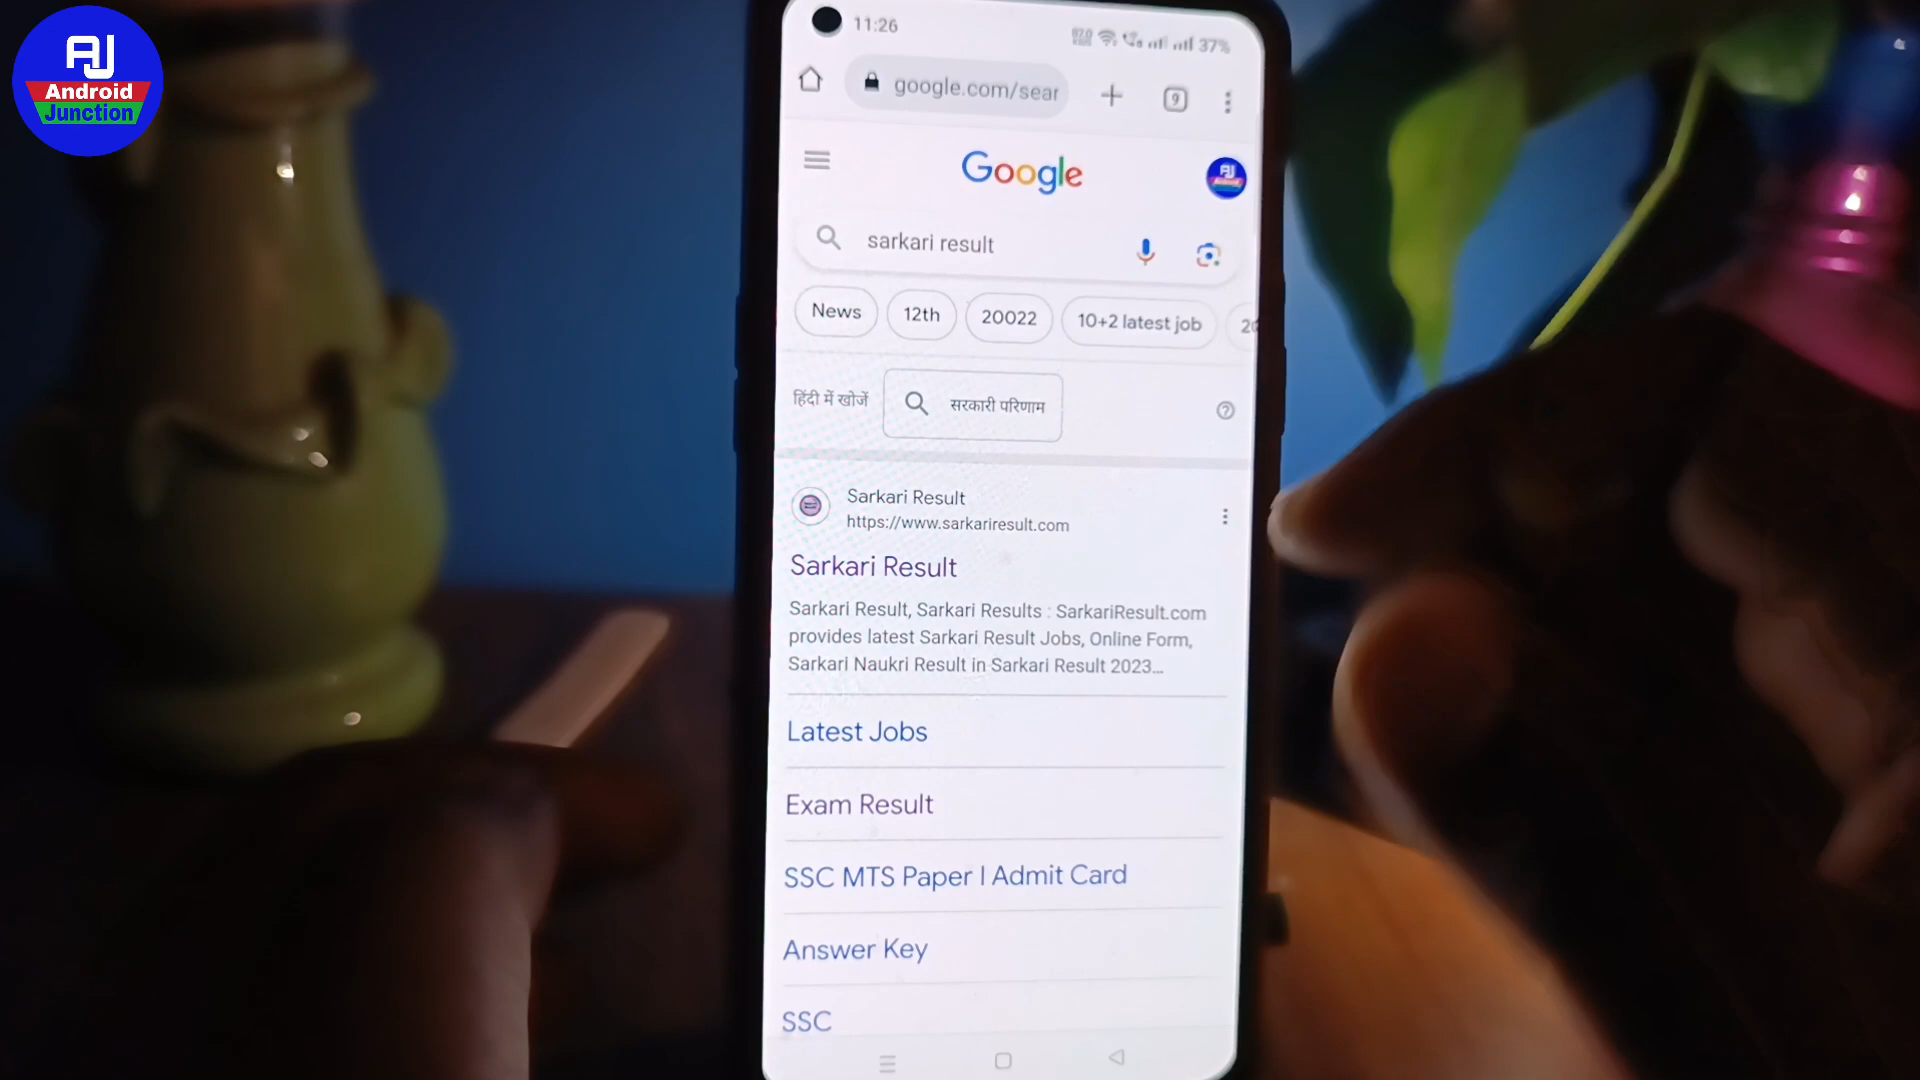 AJ
Android
Junction
11:26
37%
google.com/sear
9
Google
sarkari result
News
12th
20022
10+2 latest job
हिंदी में खोजें
सरकारी परिणाम
Sarkari Result
https://www.sarkariresult.com
Sarkari Result
Sarkari Result, Sarkari Results : SarkariResult.com
provides latest Sarkari Result Jobs, Online Form,
Sarkari Naukri Result in Sarkari Result 2023...
Latest Jobs
Exam Result
SSC MTS Paper I Admit Card
Answer Key
SSC